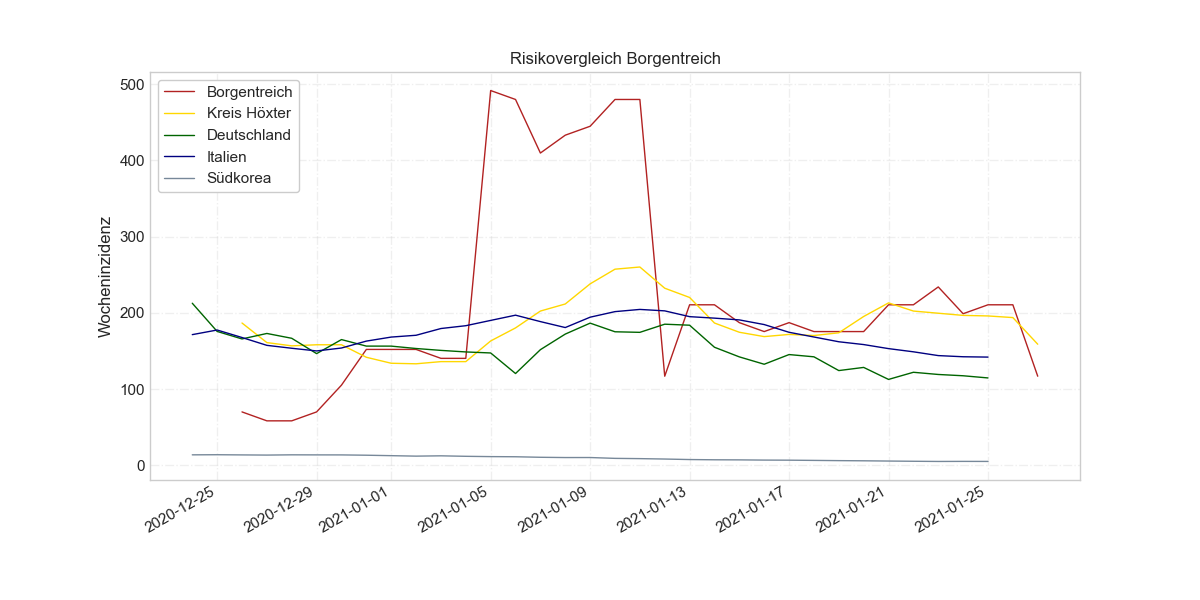 Risikovergleich Borgentreich
Wocheninzidenz
500
400
300
200
100
0
Borgentreich
Kreis Höxter
Deutschland
Italien
Südkorea
2020-12-25
2020-12-29
2021-01-01
2021-01-05
2021-01-09
2021-01-13
2021-01-17
2021-01-21
2021-01-25